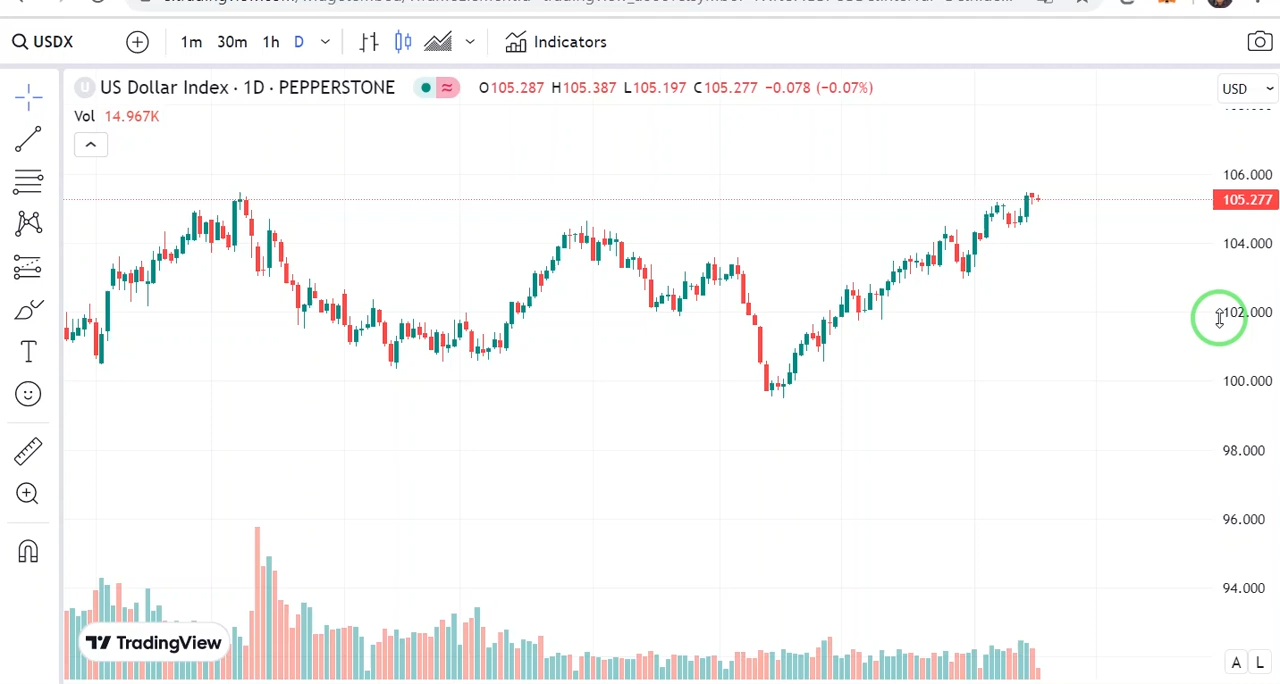 USDX
1m 30m 1h D
Indicators
U US Dollar Index · 1D · PEPPERSTONE
O105.287 H105.387 L105.197 C105.277 −0.078 (−0.07%)
USD
Vol 14.967K
106.000
105.277
104.000
102.000
100.000
98.000
96.000
94.000
T
TradingView
A L